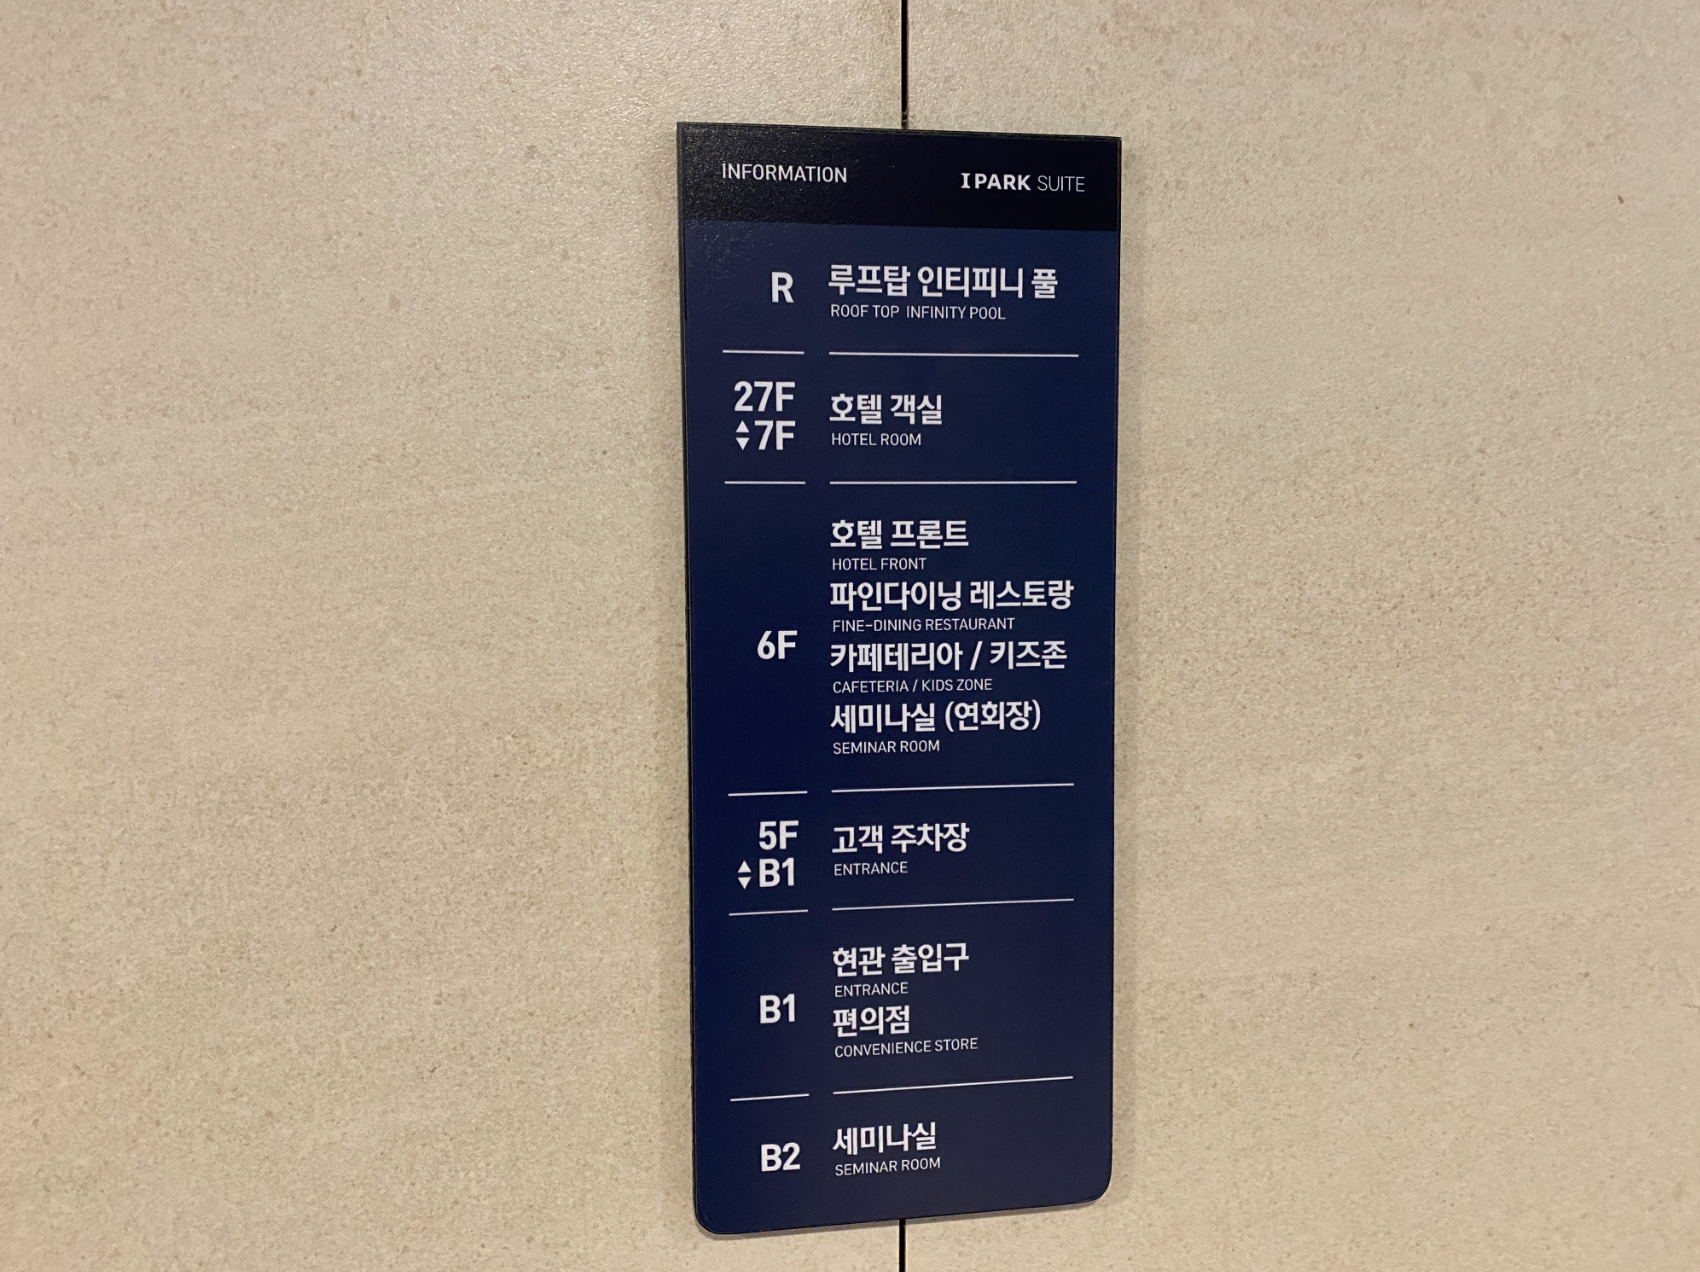 INFORMATION
I PARK SUITE
R
루프탑 인티피니 풀
ROOF TOP INFINITY POOL
27F
7F
호텔 객실
HOTEL ROOM
6F
호텔 프론트
HOTEL FRONT
파인다이닝 레스토랑
FINE-DINING RESTAURANT
카페테리아 / 키즈존
CAFETERIA / KIDS ZONE
세미나실 (연회장)
SEMINAR ROOM
5F
B1
고객 주차장
ENTRANCE
B1
현관 출입구
ENTRANCE
편의점
CONVENIENCE STORE
B2
세미나실
SEMINAR ROOM